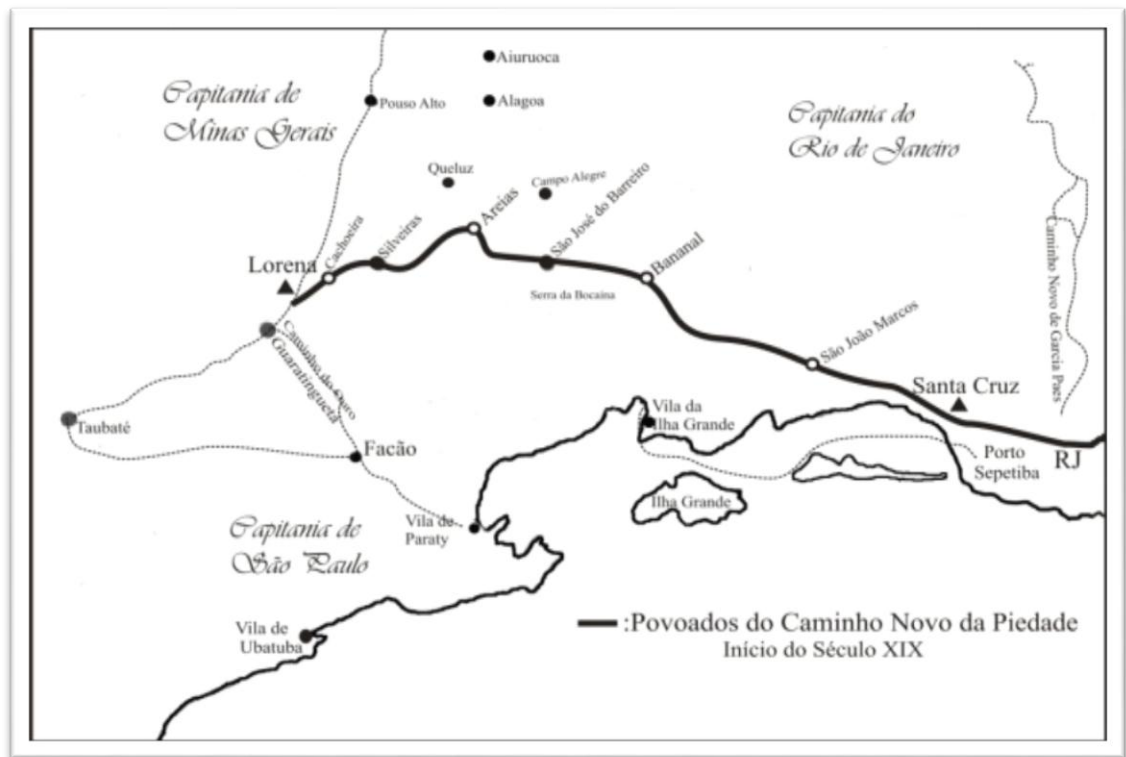 Aiuruoca
Capitania de
Minas Gerais
Pouso Alto
Alagoa
Capitania do
Rio de Janeiro
Queluz
Campo Alegre
Cachoeira
Silveiras
Areias
São José do Barreiro
Bananal
Lorena
Serra da Bocaina
Caminho Novo de Garcia Paes
Caminho do Ouro
Guaratinguetá
São João Marcos
Santa Cruz
Taubaté
Facão
Vila da
Ilha Grande
Porto
Sepetiba
RJ
Ilha Grande
Vila de
Paraty
Capitania de
São Paulo
Vila de
Ubatuba
:Povoados do Caminho Novo da Piedade
Início do Século XIX